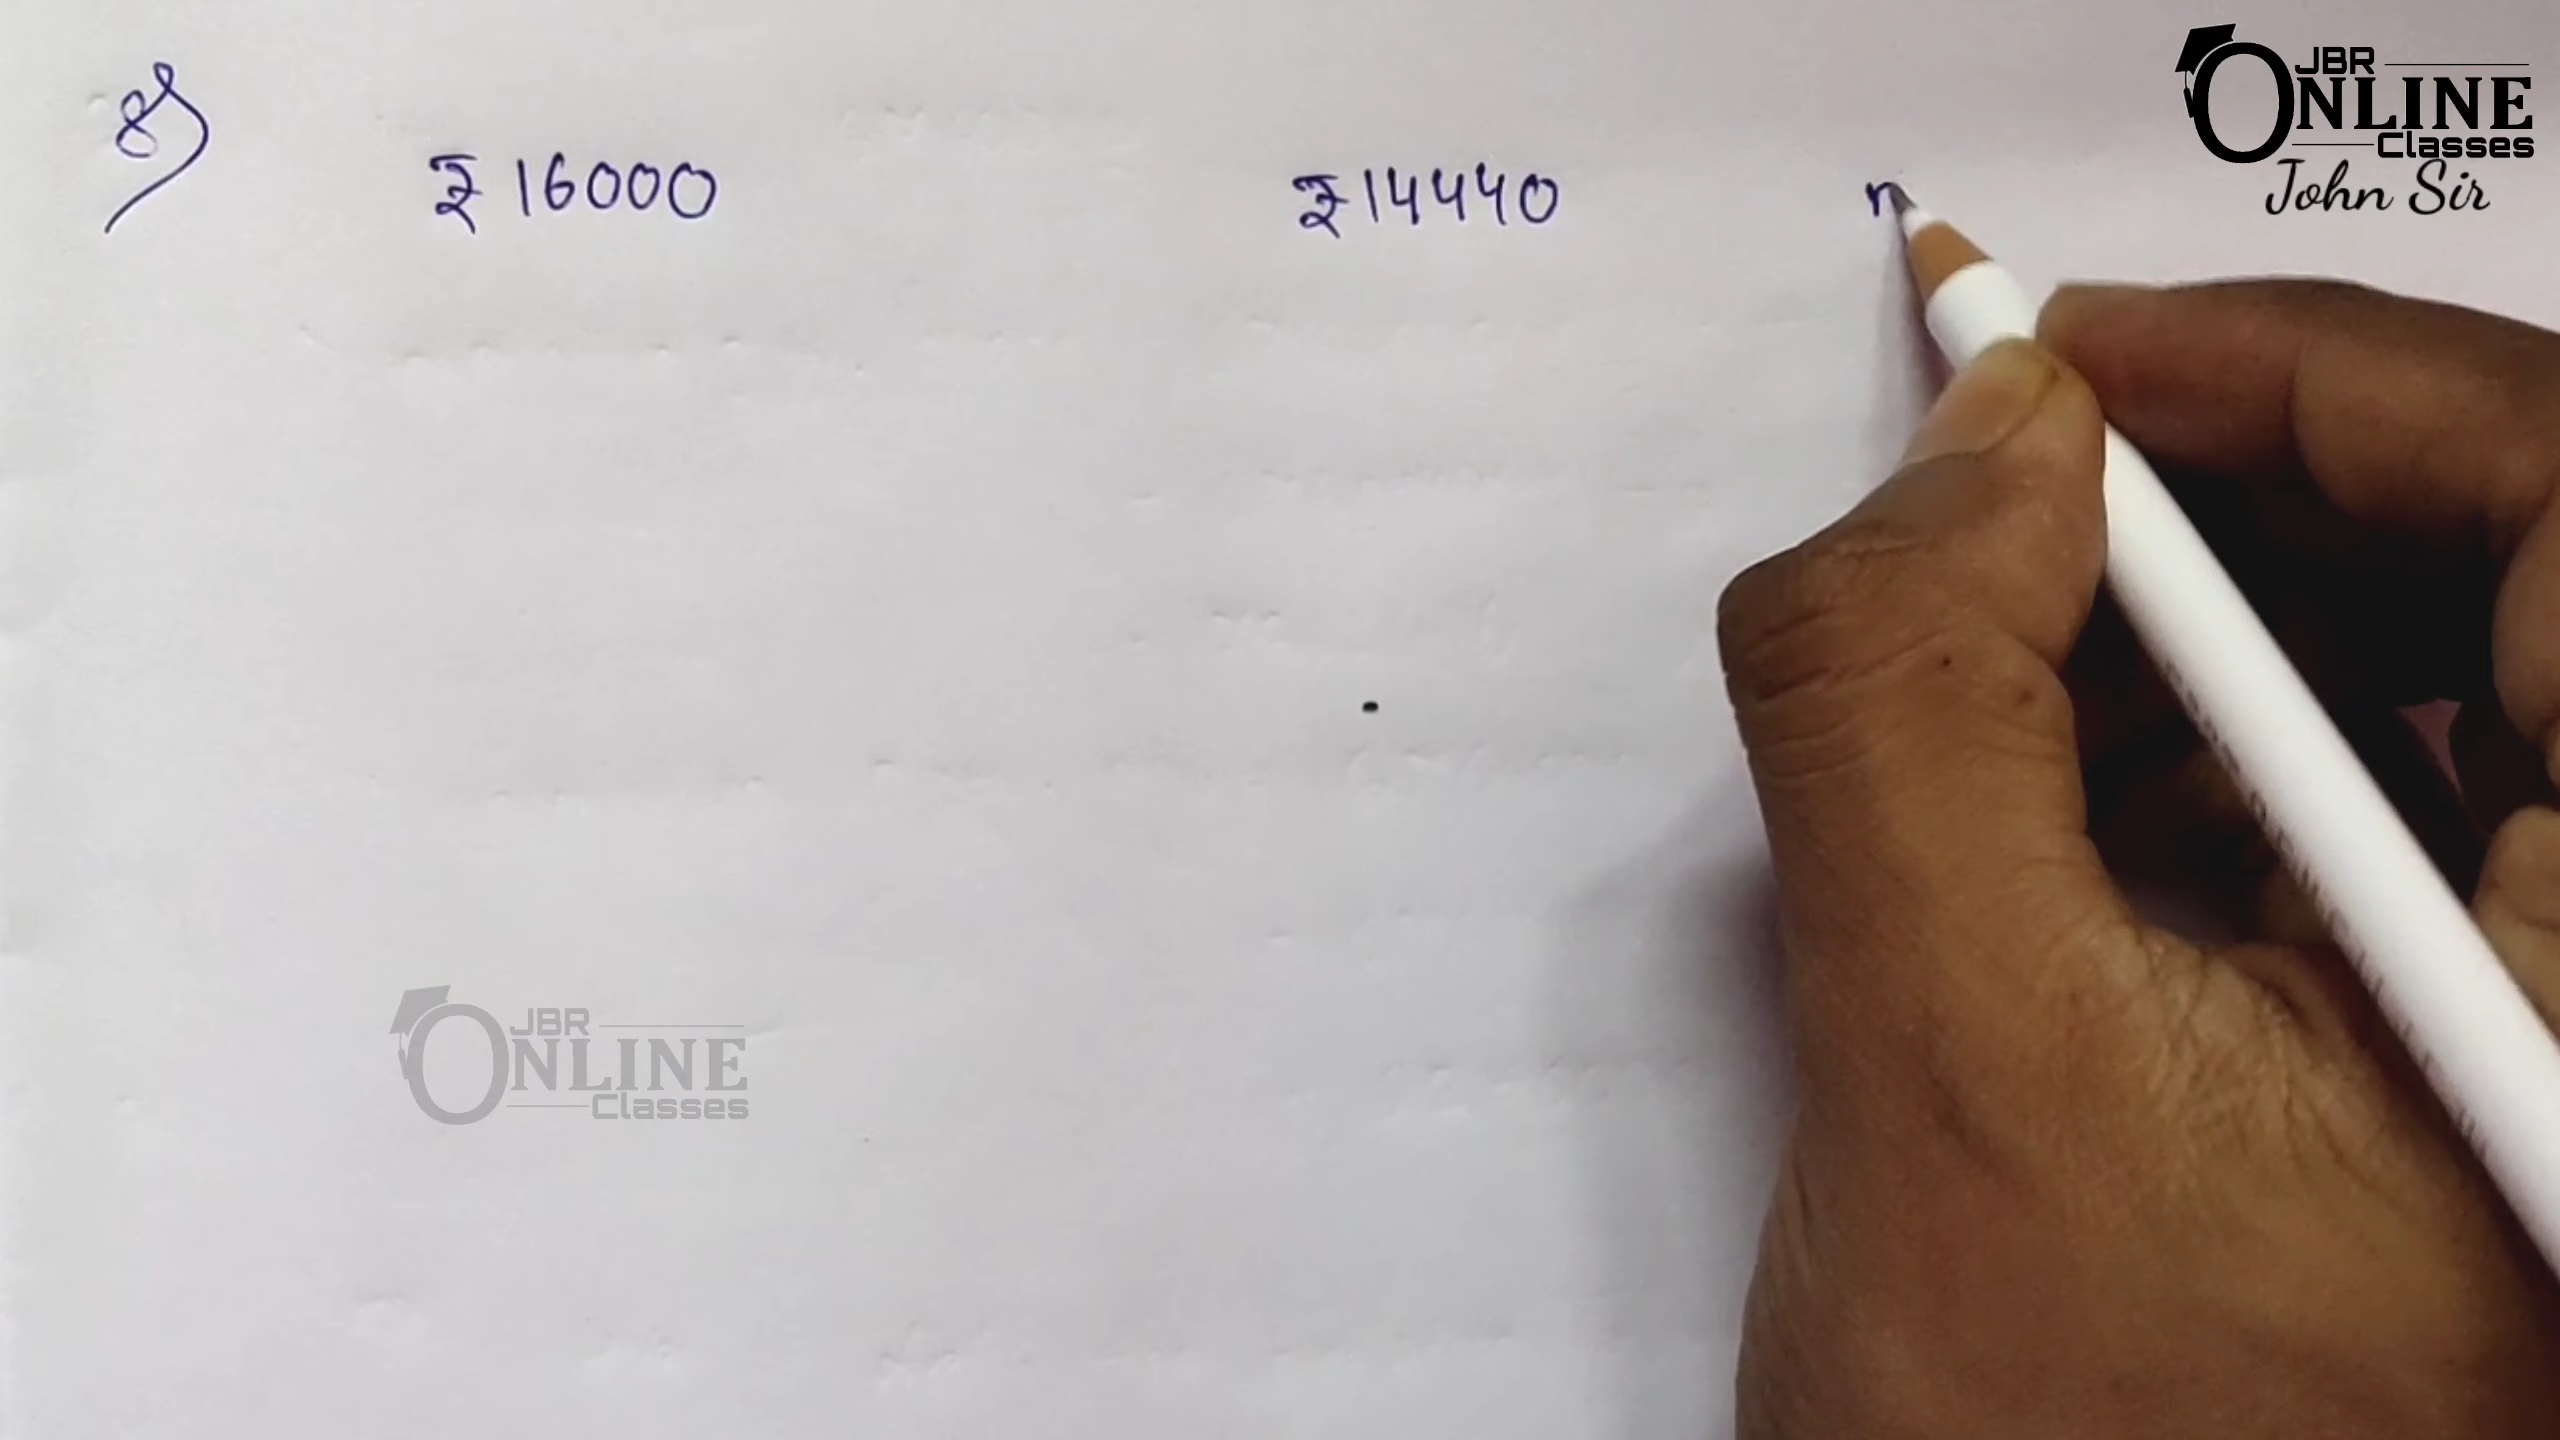 8)
₹ 16000 ₹ 14440 n
JBR
ONLINE
Classes
John Sir
JBR
ONLINE
Classes